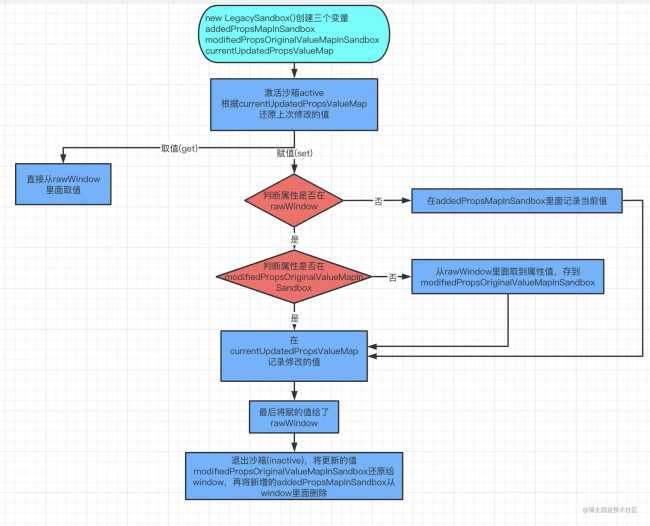 new LegacySandbox()创建三个变量
addedPropsMapInSandbox
modifiedPropsOriginalValueMapInSandbox
currentUpdatedPropsValueMap
激活沙箱active
根据currentUpdatedPropsValueMap
还原上次修改的值
取值(get)
赋值(set)
直接从rawWindow
里面取值
判断属性是否在
rawWindow
否
在addedPropsMapInSandbox里面记录当前值
是
判断属性是否在
modifiedPropsOriginalValueMapIn
Sandbox
否
从rawWindow里面取到属性值，存到
modifiedPropsOriginalValueMapInSandbox
是
在
currentUpdatedPropsValueMap
记录修改的值
最后将赋的值给了
rawWindow
退出沙箱(inactive)，将更新的值
modifiedPropsOriginalValueMapInSandbox还原给
window，再将新增的addedPropsMapInSandbox从
window里面删除
@稀土掘金技术社区